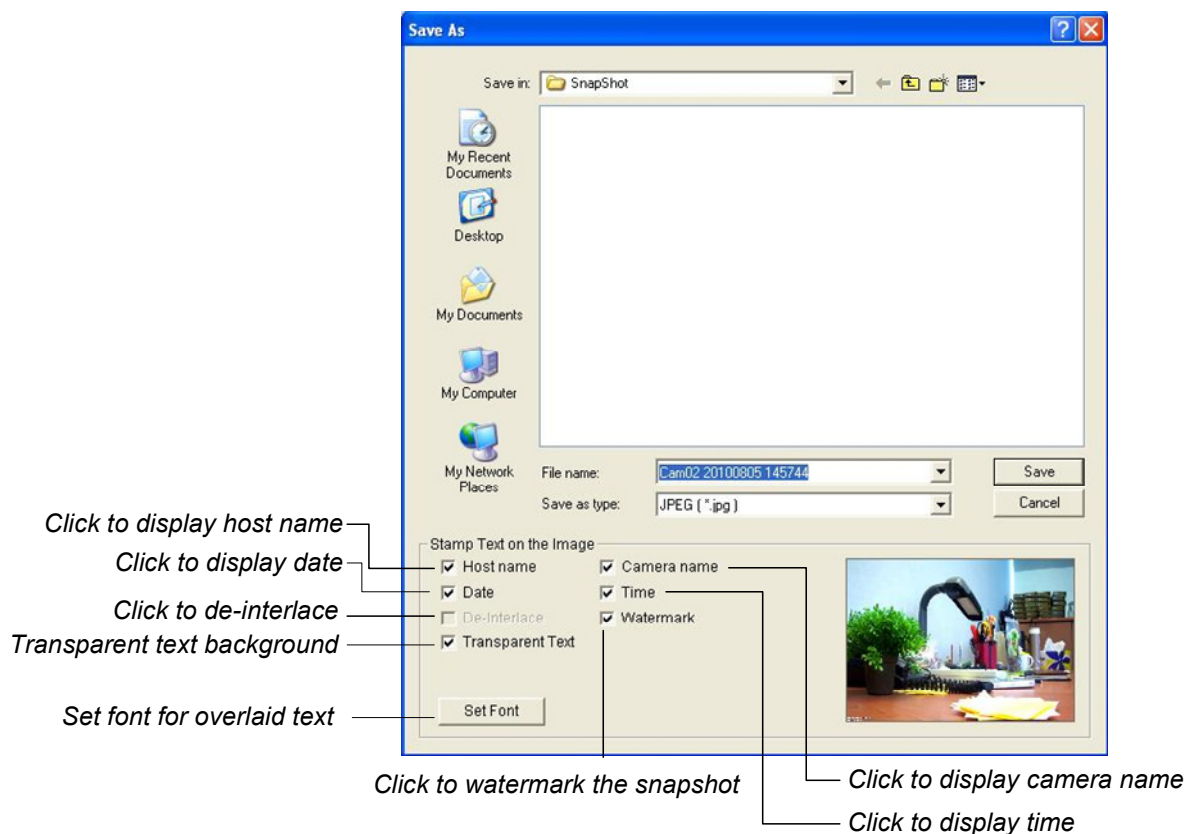 Save As
Save in: SnapShot
My Recent
Documents
Desktop
My Documents
My Computer
My Network
Places
File name: Cam02 20100805 145744 Save
Save as type: JPEG ( *.jpg ) Cancel
Click to display host name
Click to display date
Click to de-interlace
Transparent text background
Set font for overlaid text
Stamp Text on the Image
Host name Camera name
Date Time
De-Interlace Watermark
Transparent Text
Set Font
Click to watermark the snapshot
Click to display camera name
Click to display time